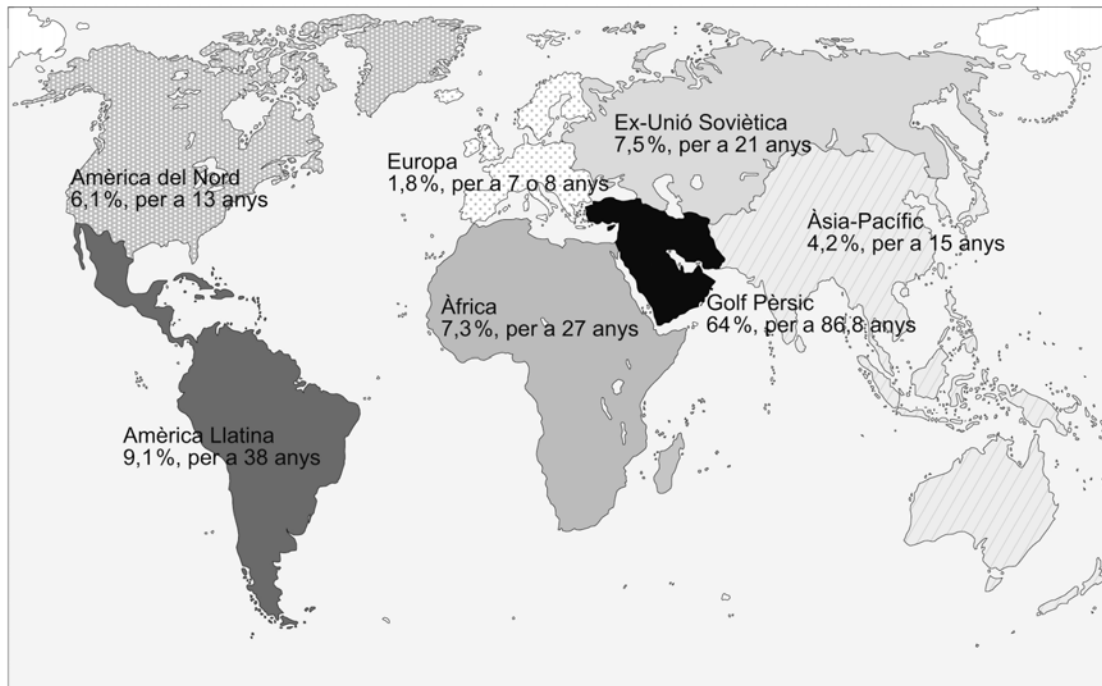 Ex-Unió Soviètica
7,5%, per a 21 anys
Europa
1,8%, per a 7 o 8 anys
Amèrica del Nord
6,1%, per a 13 anys
Àsia-Pacífic
4,2%, per a 15 anys
Àfrica
7,3%, per a 27 anys
Golf Pèrsic
64%, per a 86,8 anys
Amèrica Llatina
9,1%, per a 38 anys